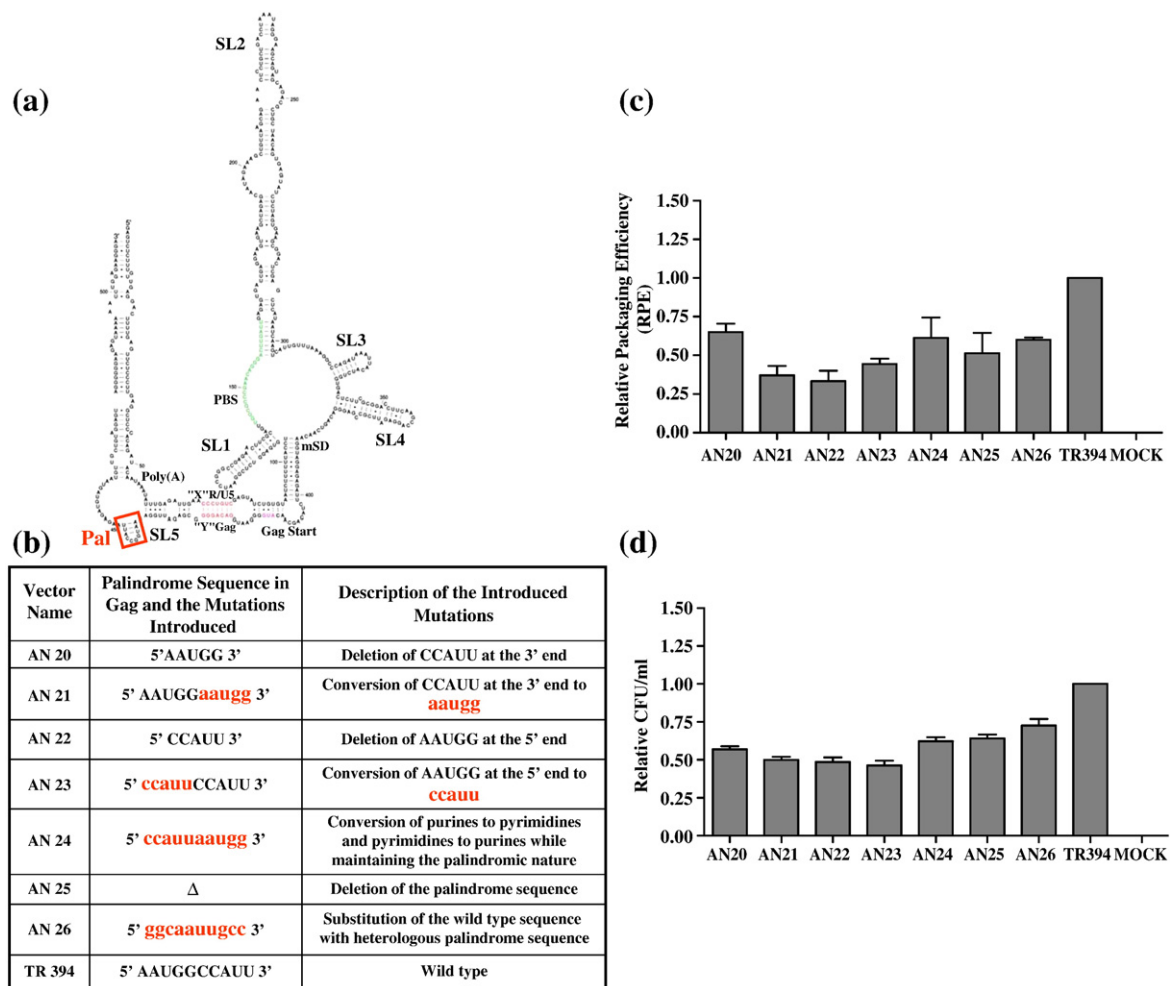 (a)
SL2
250
200
300
SL3
150
PBS
350
SL4
SL1
mSD
100
400
Poly(A)
"X"R/U5
"Y"Gag
Gag Start
Pal
SL5
(b)
Vector Name
Palindrome Sequence in Gag and the Mutations Introduced
Description of the Introduced Mutations
AN 20
5'AAUGG 3'
Deletion of CCAUU at the 3' end
AN 21
5' AAUGGaaugg 3'
Conversion of CCAUU at the 3' end to aaugg
AN 22
5' CCAUU 3'
Deletion of AAUGG at the 5' end
AN 23
5' ccauuCCAUU 3'
Conversion of AAUGG at the 5' end to ccauu
AN 24
5' ccauuaaugg 3'
Conversion of purines to pyrimidines and pyrimidines to purines while maintaining the palindromic nature
AN 25
Δ
Deletion of the palindrome sequence
AN 26
5' ggcaauugcc 3'
Substitution of the wild type sequence with heterologous palindrome sequence
TR 394
5' AAUGGCCAUU 3'
Wild type
(c)
Relative Packaging Efficiency (RPE)
1.50
1.25
1.00
0.75
0.50
0.25
0.00
AN20 AN21 AN22 AN23 AN24 AN25 AN26 TR394 MOCK
(d)
Relative CFU/ml
1.50
1.25
1.00
0.75
0.50
0.25
0.00
AN20 AN21 AN22 AN23 AN24 AN25 AN26 TR394 MOCK